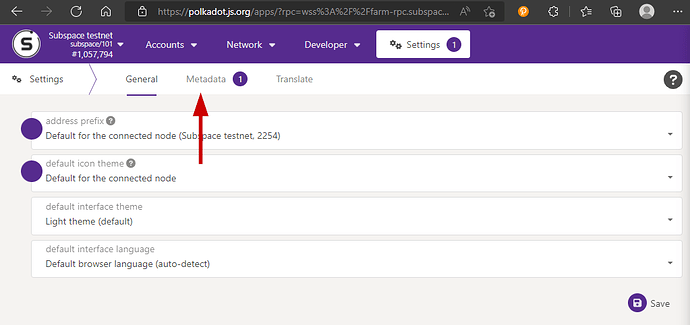 https://polkadot.js.org/apps/?rpc=wss%3A%2F%2Ffarm-rpc.subspac...
Subspace testnet
subspace/101
#1,057,794
Accounts
Network
Developer
Settings 1
Settings
General
Metadata 1
Translate
address prefix
Default for the connected node (Subspace testnet, 2254)
default icon theme
Default for the connected node
default interface theme
Light theme (default)
default interface language
Default browser language (auto-detect)
Save